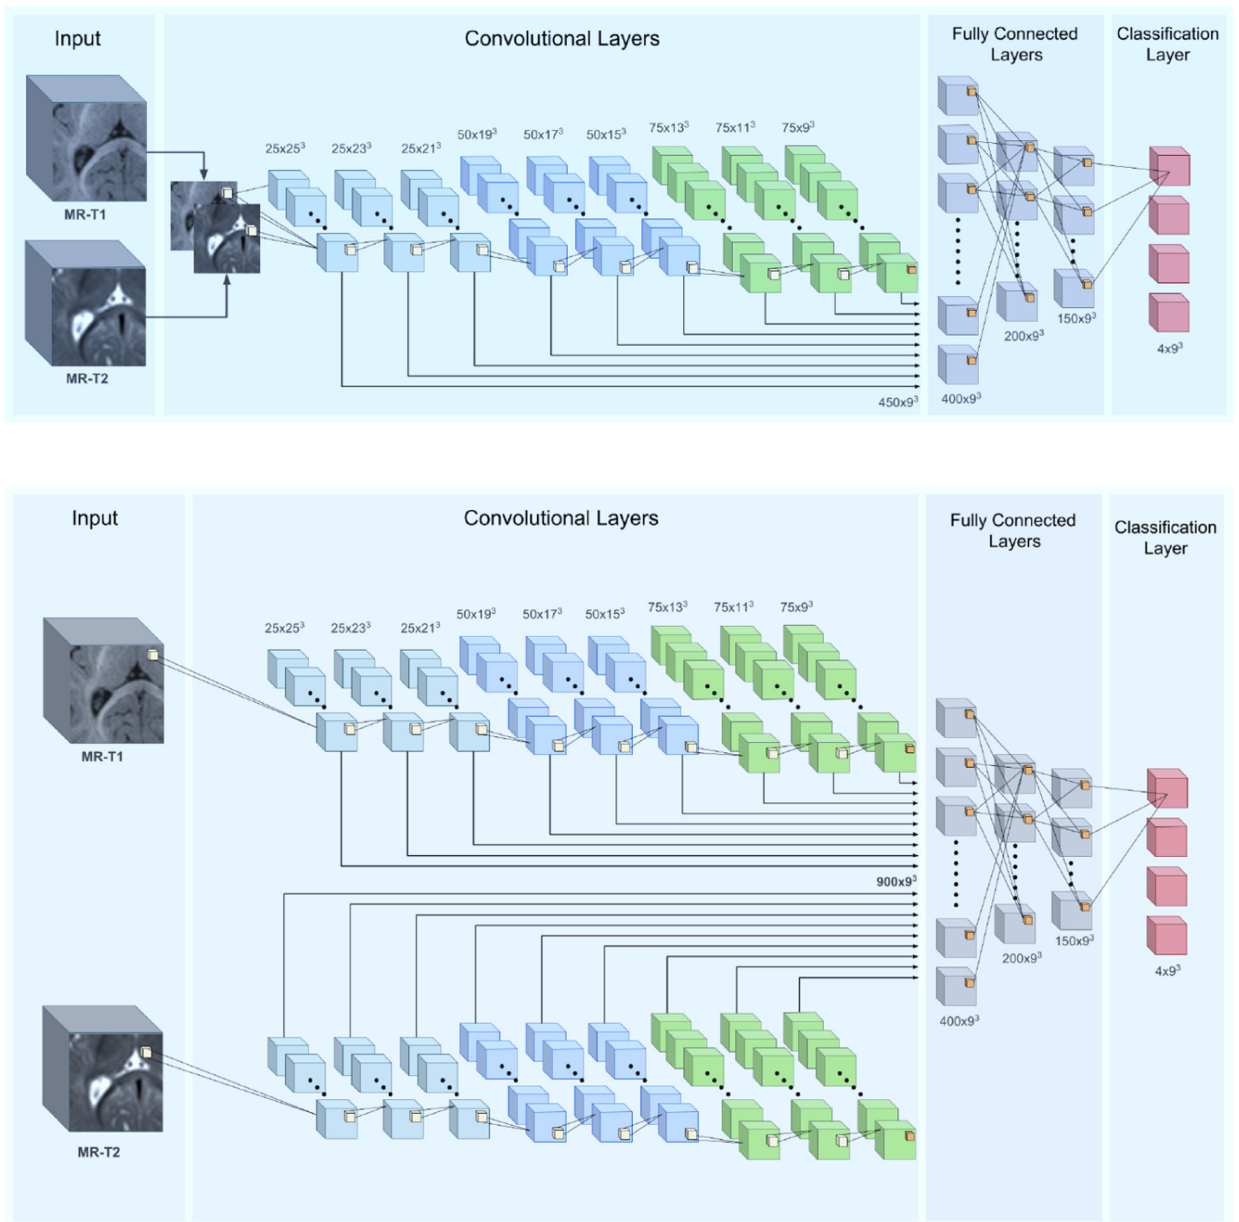 Input
Convolutional Layers
Fully Connected
Layers
Classification
Layer
MR-T1
MR-T2
25x25³
25x23³
25x21³
50x19³
50x17³
50x15³
75x13³
75x11³
75x9³
450x9³
400x9³
200x9³
150x9³
4x9³
Input
Convolutional Layers
Fully Connected
Layers
Classification
Layer
MR-T1
25x25³
25x23³
25x21³
50x19³
50x17³
50x15³
75x13³
75x11³
75x9³
900x9³
400x9³
200x9³
150x9³
4x9³
MR-T2